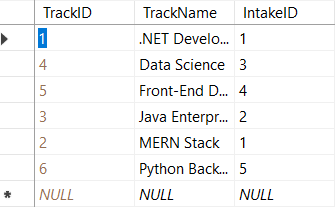 TrackID TrackName IntakeID
1 .NET Develo... 1
4 Data Science 3
5 Front-End D... 4
3 Java Enterpr... 2
2 MERN Stack 1
6 Python Back... 5
NULL NULL NULL